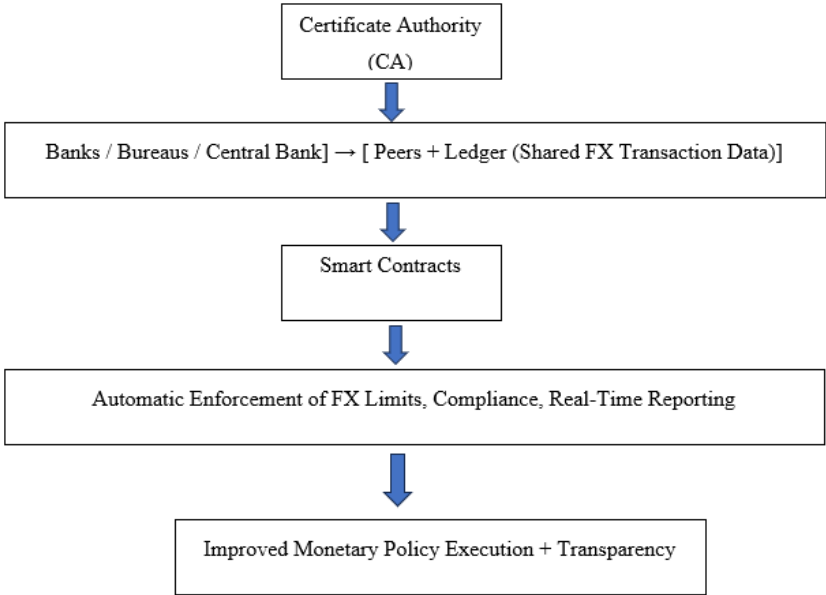 Certificate Authority
(CA)
Banks / Bureaus / Central Bank] → [ Peers + Ledger (Shared FX Transaction Data)]
Smart Contracts
Automatic Enforcement of FX Limits, Compliance, Real-Time Reporting
Improved Monetary Policy Execution + Transparency